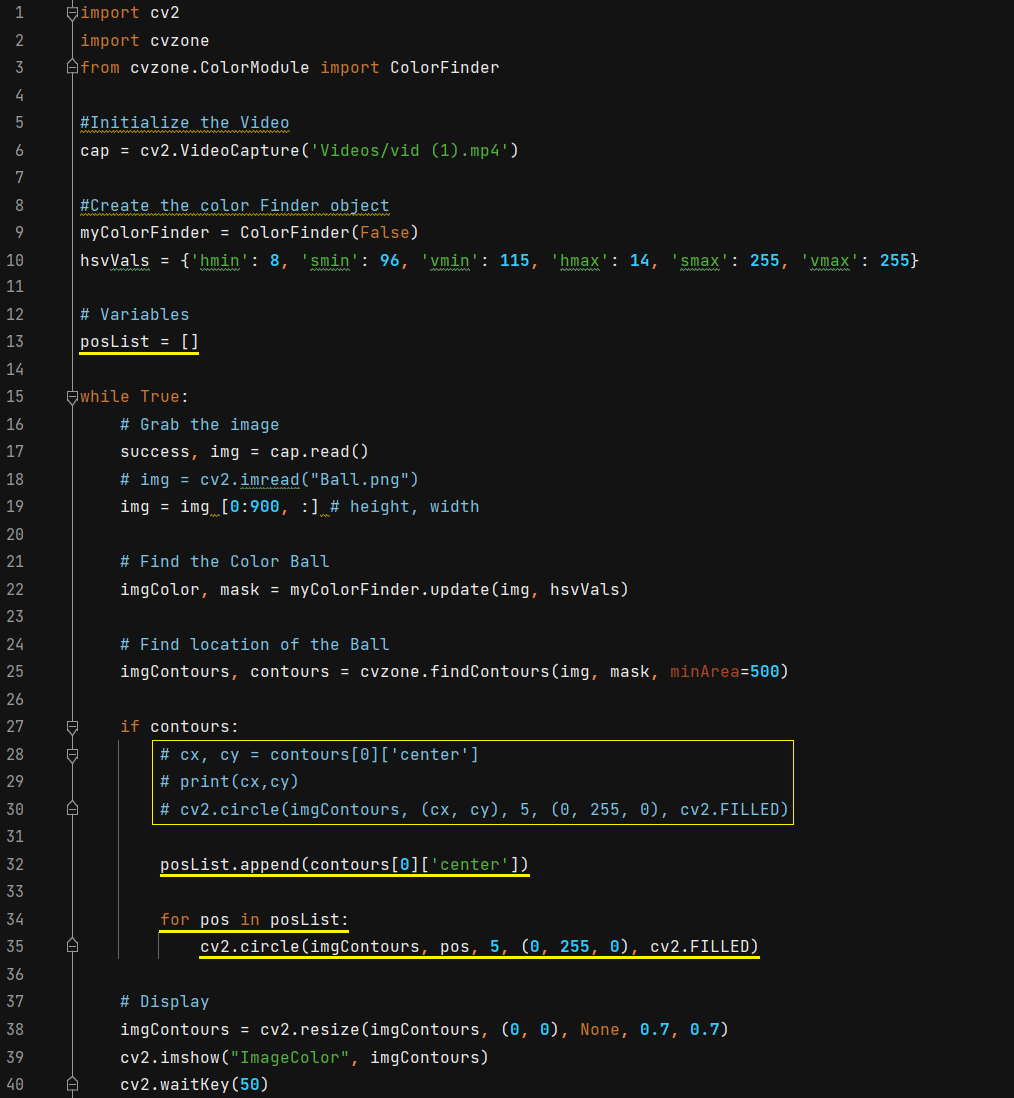 1 import cv2
2 import cvzone
3 from cvzone.ColorModule import ColorFinder
4
5 #Initialize the Video
6 cap = cv2.VideoCapture('Videos/vid (1).mp4')
7
8 #Create the color Finder object
9 myColorFinder = ColorFinder(False)
10 hsvVals = {'hmin': 8, 'smin': 96, 'vmin': 115, 'hmax': 14, 'smax': 255, 'vmax': 255}
11
12 # Variables
13 posList = []
14
15 while True:
16     # Grab the image
17     success, img = cap.read()
18     # img = cv2.imread("Ball.png")
19     img = img [0:900, :] # height, width
20
21     # Find the Color Ball
22     imgColor, mask = myColorFinder.update(img, hsvVals)
23
24     # Find location of the Ball
25     imgContours, contours = cvzone.findContours(img, mask, minArea=500)
26
27     if contours:
28         # cx, cy = contours[0]['center']
29         # print(cx,cy)
30         # cv2.circle(imgContours, (cx, cy), 5, (0, 255, 0), cv2.FILLED)
31
32         posList.append(contours[0]['center'])
33
34         for pos in posList:
35             cv2.circle(imgContours, pos, 5, (0, 255, 0), cv2.FILLED)
36
37     # Display
38     imgContours = cv2.resize(imgContours, (0, 0), None, 0.7, 0.7)
39     cv2.imshow("ImageColor", imgContours)
40     cv2.waitKey(50)